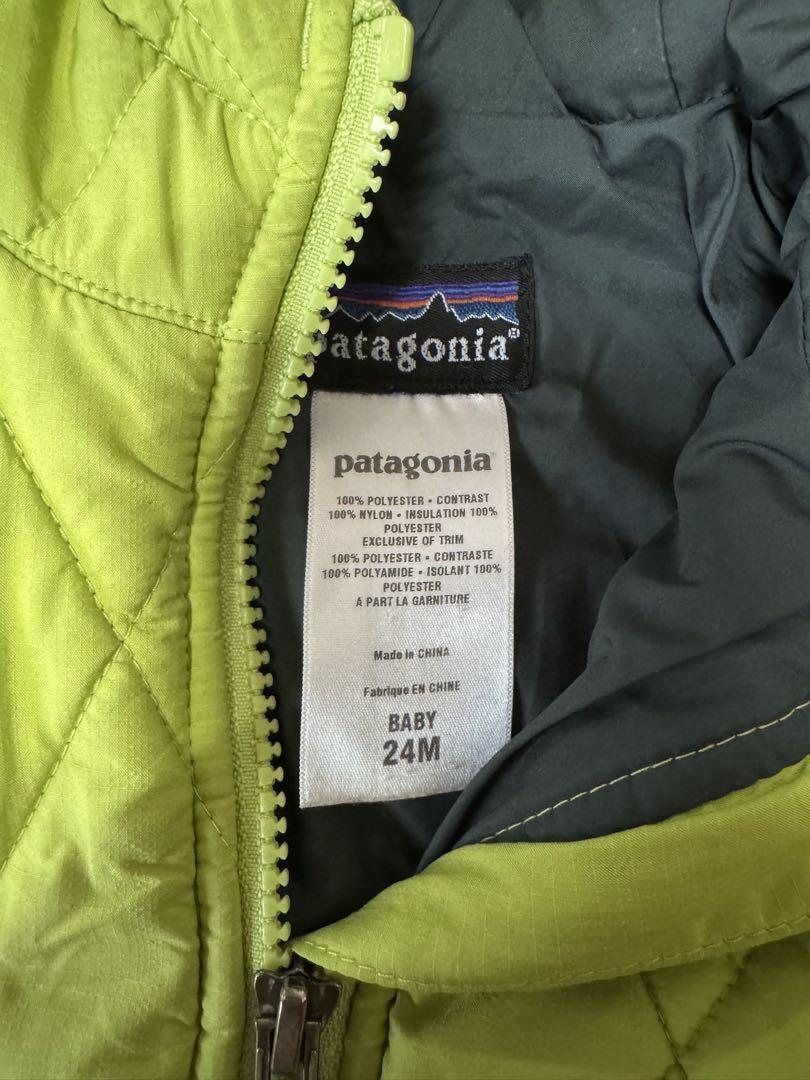 patagonia®
patagonia
100% POLYESTER • CONTRAST
100% NYLON • INSULATION 100%
POLYESTER
EXCLUSIVE OF TRIM
100% POLYESTER • CONTRASTE
100% POLYAMIDE • ISOLANT 100%
POLYESTER
A PART LA GARNITURE
Made in CHINA
Fabrique EN CHINE
BABY
24M